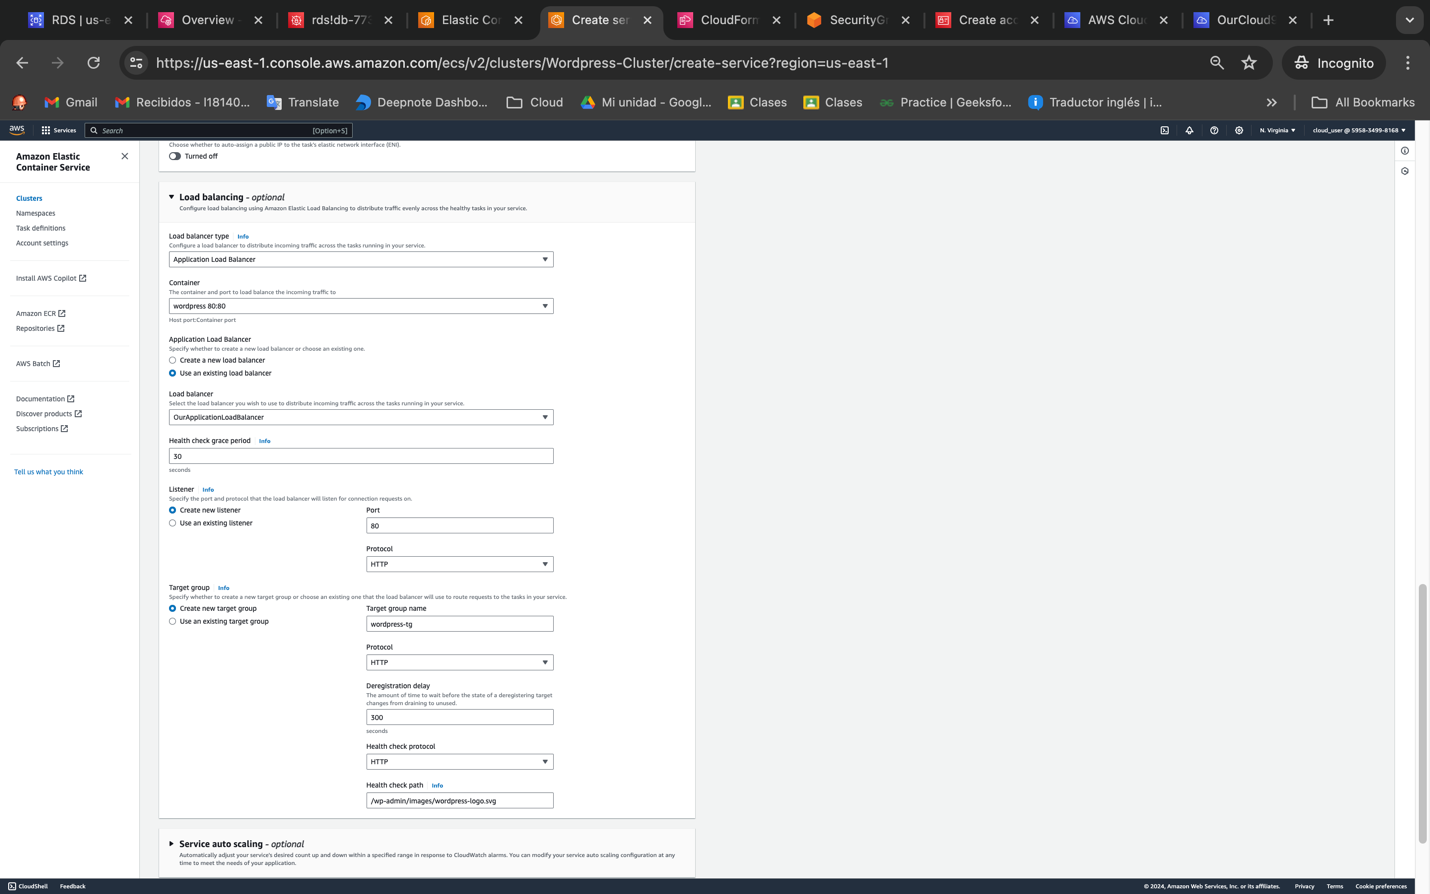 RDS | us-e
Overview
rds!db-773
Elastic Con
Create ser
CloudForm
SecurityG
Create acc
AWS Clou
OurClouds
https://us-east-1.console.aws.amazon.com/ecs/v2/clusters/Wordpress-Cluster/create-service?region=us-east-1
Incognito
Gmail
Recibidos - l18140...
Translate
Deepnote Dashbo...
Cloud
Mi unidad - Googl...
Clases
Clases
Practice | Geeksfo...
Traductor inglés | i...
All Bookmarks
aws
Services
Search
[Option+S]
N. Virginia
cloud_user @ 5958-3499-8168
Amazon Elastic
Container Service
Clusters
Namespaces
Task definitions
Account settings
Install AWS Copilot
Amazon ECR
Repositories
AWS Batch
Documentation
Discover products
Subscriptions
Tell us what you think
Choose whether to auto-assign a public IP to the task's elastic network interface (ENI).
Turned off
Load balancing - optional
Configure load balancing using Amazon Elastic Load Balancing to distribute traffic evenly across the healthy tasks in your service.
Load balancer type Info
Configure a load balancer to distribute incoming traffic across the tasks running in your service.
Application Load Balancer
Container
The container and port to load balance the incoming traffic to
wordpress 80:80
Host port:Container port
Application Load Balancer
Specify whether to create a new load balancer or choose an existing one.
Create a new load balancer
Use an existing load balancer
Load balancer
Select the load balancer you wish to use to distribute incoming traffic across the tasks running in your service.
OurApplicationLoadBalancer
Health check grace period Info
30
seconds
Listener Info
Specify the port and protocol that the load balancer will listen for connection requests on.
Create new listener
Use an existing listener
Port
80
Protocol
HTTP
Target group Info
Specify whether to create a new target group or choose an existing one that the load balancer will use to route requests to the tasks in your service.
Create new target group
Use an existing target group
Target group name
wordpress-tg
Protocol
HTTP
Deregistration delay
The amount of time to wait before the state of a deregistering target
changes from draining to unused.
300
seconds
Health check protocol
HTTP
Health check path Info
/wp-admin/images/wordpress-logo.svg
Service auto scaling - optional
Automatically adjust your service's desired count up and down within a specified range in response to CloudWatch alarms. You can modify your service auto scaling configuration at any
time to meet the needs of your application.
CloudShell
Feedback
© 2024, Amazon Web Services, Inc. or its affiliates.
Privacy
Terms
Cookie preferences